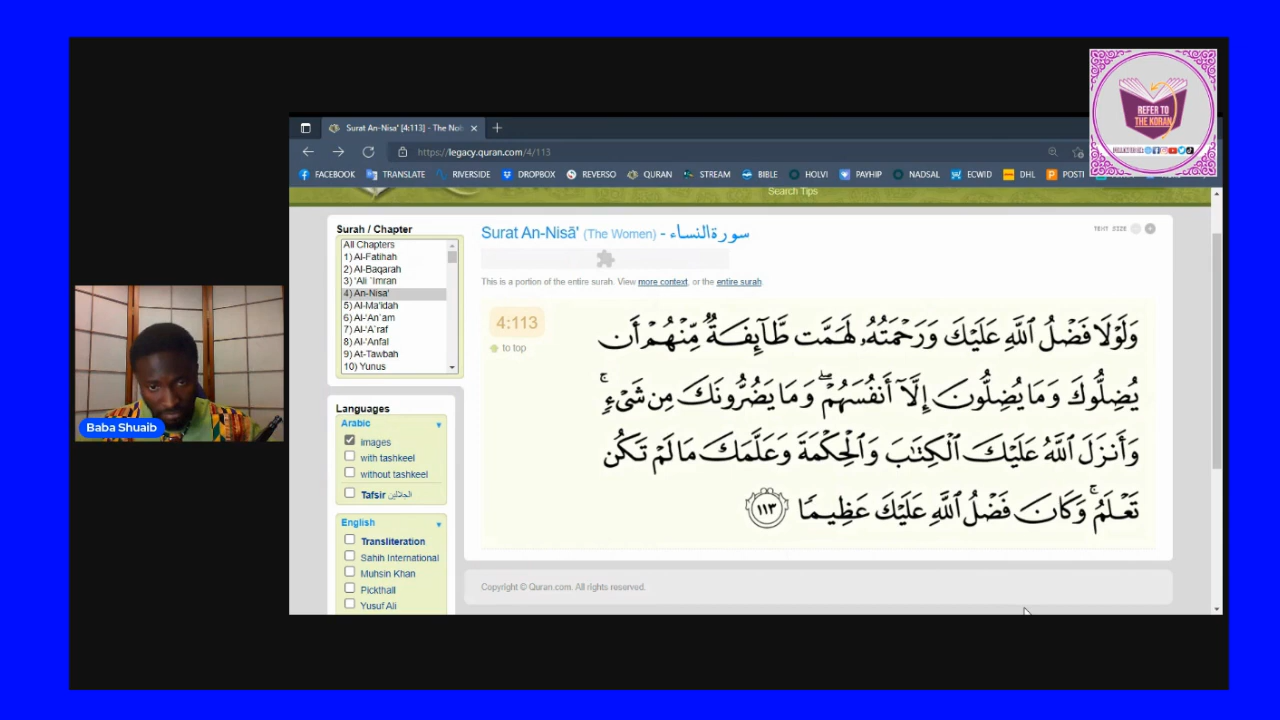 REFER TO
THE KORAN
Surat An-Nisa' [4:113] - The Nob
https://legacy.quran.com/4/113
FACEBOOK TRANSLATE RIVERSIDE DROPBOX REVERSO QURAN STREAM BIBLE HOLVI PAYHIP NADSAL ECWID DHL POSTI
Search Tips
Surah / Chapter
All Chapters
1) Al-Fatihah
2) Al-Baqarah
3) 'Ali `Imran
4) An-Nisa'
5) Al-Ma'idah
6) Al-'An`am
7) Al-'A`raf
8) Al-'Anfal
9) At-Tawbah
10) Yunus
Languages
Arabic
images
with tashkeel
without tashkeel
Tafsir الجلالين
English
Transliteration
Sahih International
Muhsin Khan
Pickthall
Yusuf Ali
Surat An-Nisā' (The Women) - سورة النساء
TEXT SIZE
This is a portion of the entire surah. View more context, or the entire surah.
4:113
to top
وَلَوْلَا فَضْلُ ٱللَّهِ عَلَيْكَ وَرَحْمَتُهُۥ لَهَمَّت طَّآئِفَةٌ مِّنْهُمْ أَن
يُضِلُّوكَ وَمَا يُضِلُّونَ إِلَّآ أَنفُسَهُمْ ۖ وَمَا يَضُرُّونَكَ مِن شَىْءٍ ۚ
وَأَنزَلَ ٱللَّهُ عَلَيْكَ ٱلْكِتَٰبَ وَٱلْحِكْمَةَ وَعَلَّمَكَ مَا لَمْ تَكُن
تَعْلَمُ ۚ وَكَانَ فَضْلُ ٱللَّهِ عَلَيْكَ عَظِيمًا ١١٣
Copyright © Quran.com. All rights reserved.
Baba Shuaib